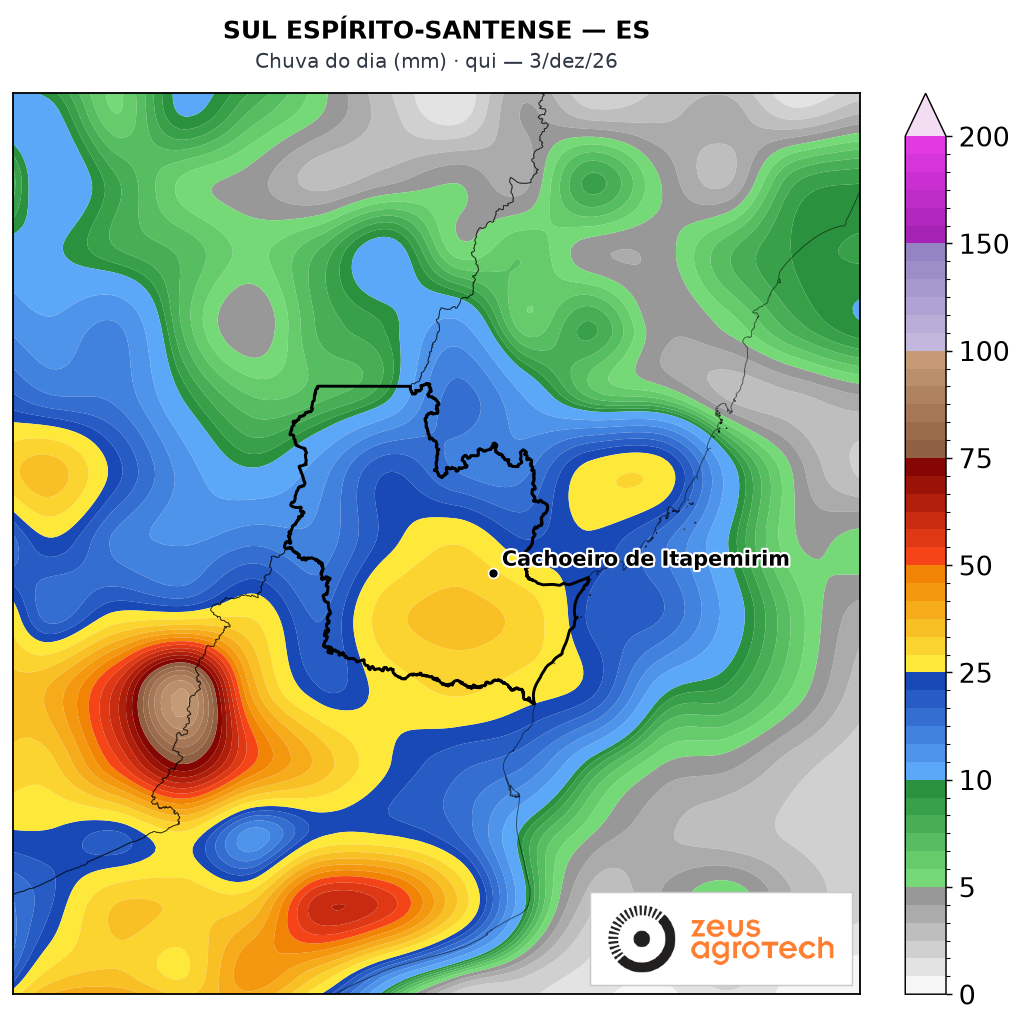 SUL ESPÍRITO-SANTENSE — ES
Chuva do dia (mm) · qui — 3/dez/26
200
150
100
75
50
25
10
5
0
Cachoeiro de Itapemirim
zeus
agrotech